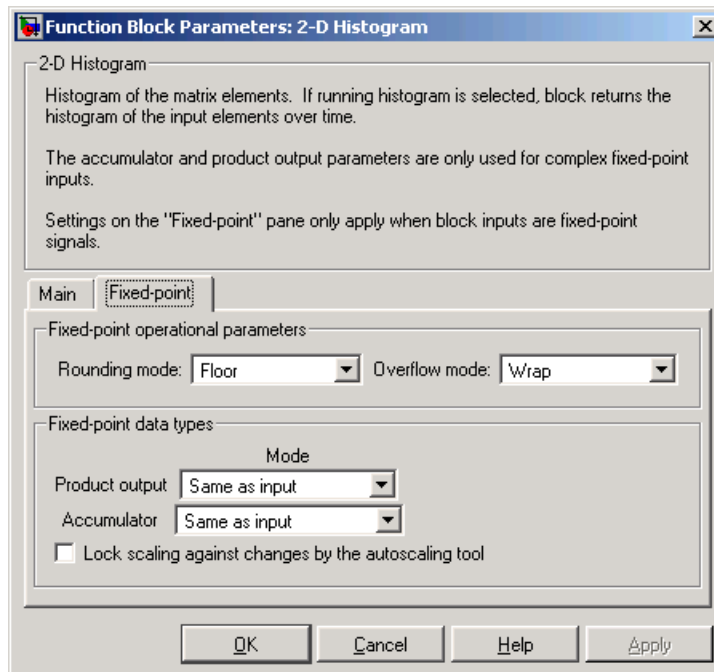 Function Block Parameters: 2-D Histogram
2-D Histogram
Histogram of the matrix elements.  If running histogram is selected, block returns the
histogram of the input elements over time.
The accumulator and product output parameters are only used for complex fixed-point
inputs.
Settings on the "Fixed-point" pane only apply when block inputs are fixed-point
signals.
Main Fixed-point
Fixed-point operational parameters
Rounding mode: Floor Overflow mode: Wrap
Fixed-point data types
Mode
Product output Same as input
Accumulator Same as input
Lock scaling against changes by the autoscaling tool
OK Cancel Help Apply